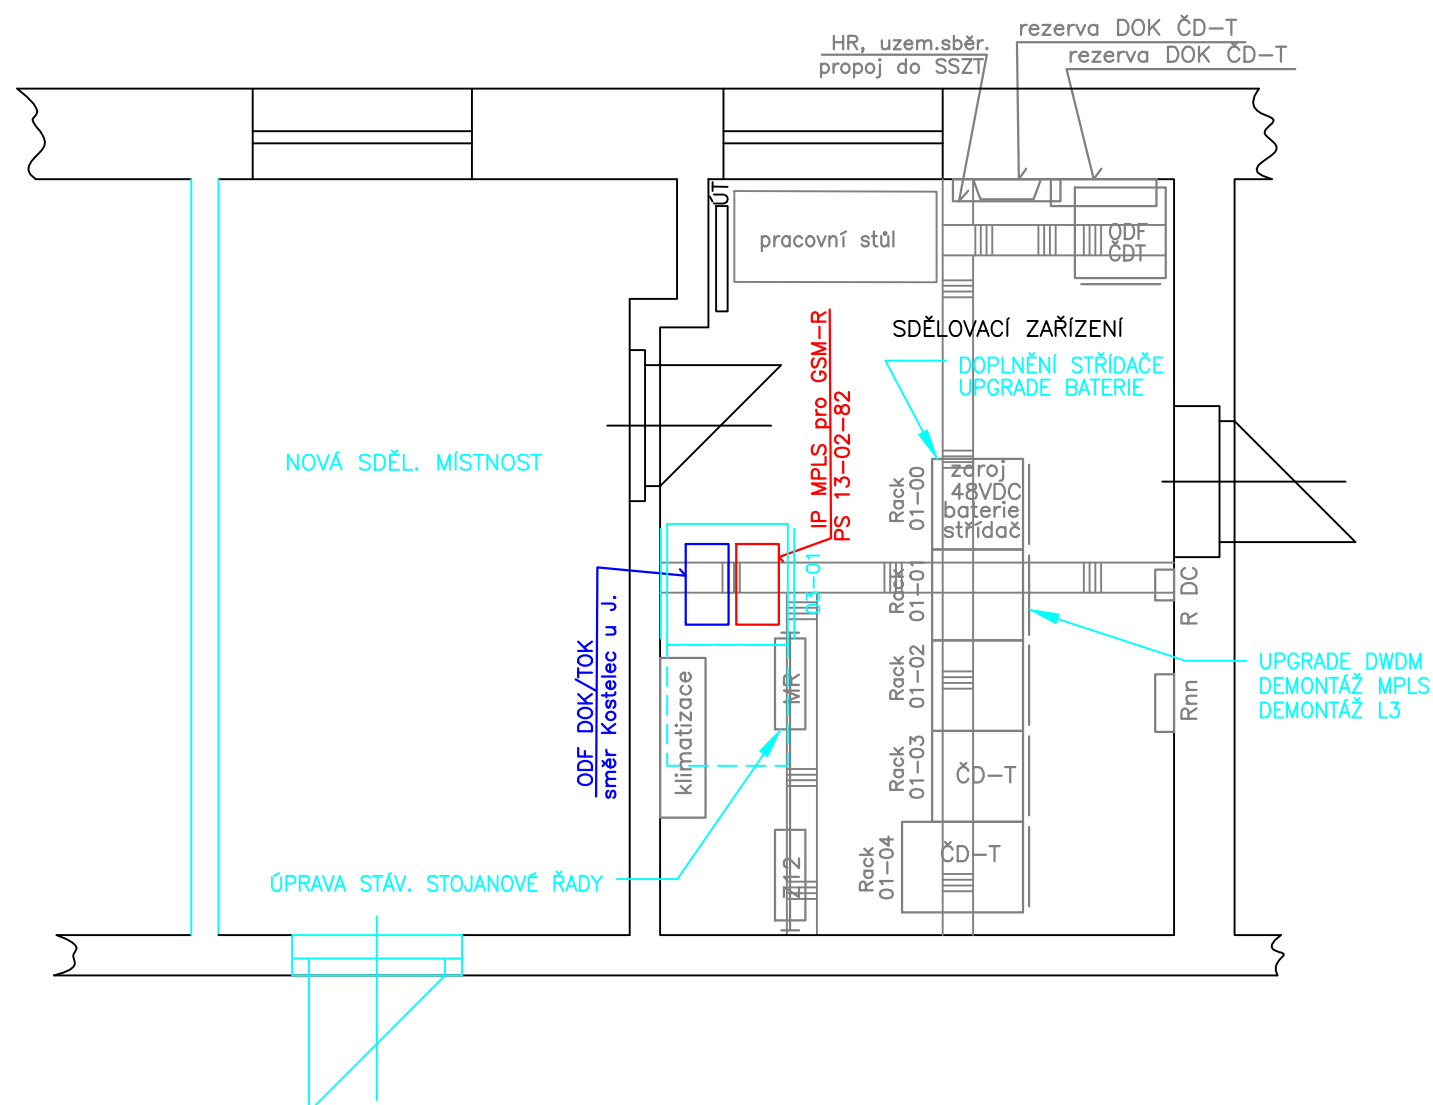 rezerva DOK ČD-T
HR, uzem.sběr.
propoj do SSZT
rezerva DOK ČD-T
ÚT
pracovní stůl
ODF
ČDT
SDĚLOVACÍ ZAŘÍZENÍ
DOPLNĚNÍ STŘÍDAČE
UPGRADE BATERIE
IP MPLS pro GSM-R
PS 13-02-82
NOVÁ SDĚL. MÍSTNOST
zdroj
48VDC
baterie
střídač
Rack
01-00
Rack
01-01
03-01
R DC
ODF DOK/TOK
směr Kostelec u J.
Rack
01-02
MR
klimatizace
Rnn
UPGRADE DWDM
DEMONTÁŽ MPLS
DEMONTÁŽ L3
Rack
01-03
ČD-T
Rack
01-04
ČD-T
Z12
ÚPRAVA STÁV. STOJANOVÉ ŘADY